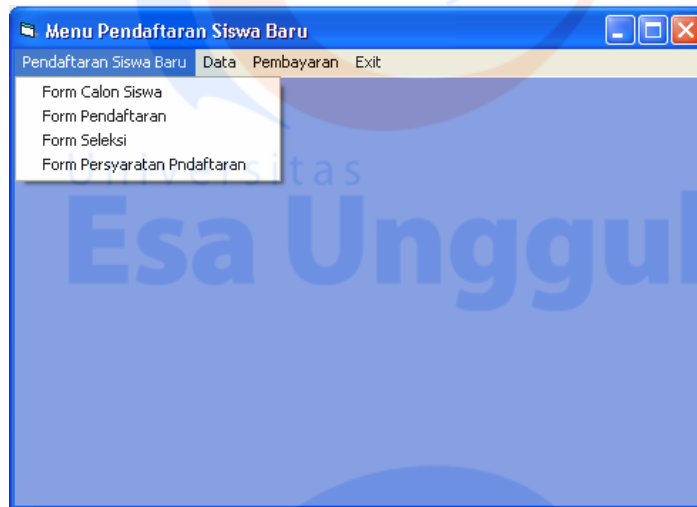 Menu Pendaftaran Siswa Baru
Pendaftaran Siswa Baru Data Pembayaran Exit
Form Calon Siswa
Form Pendaftaran
Form Seleksi
Form Persyaratan Pndaftaran
Universitas
Esa Unggul